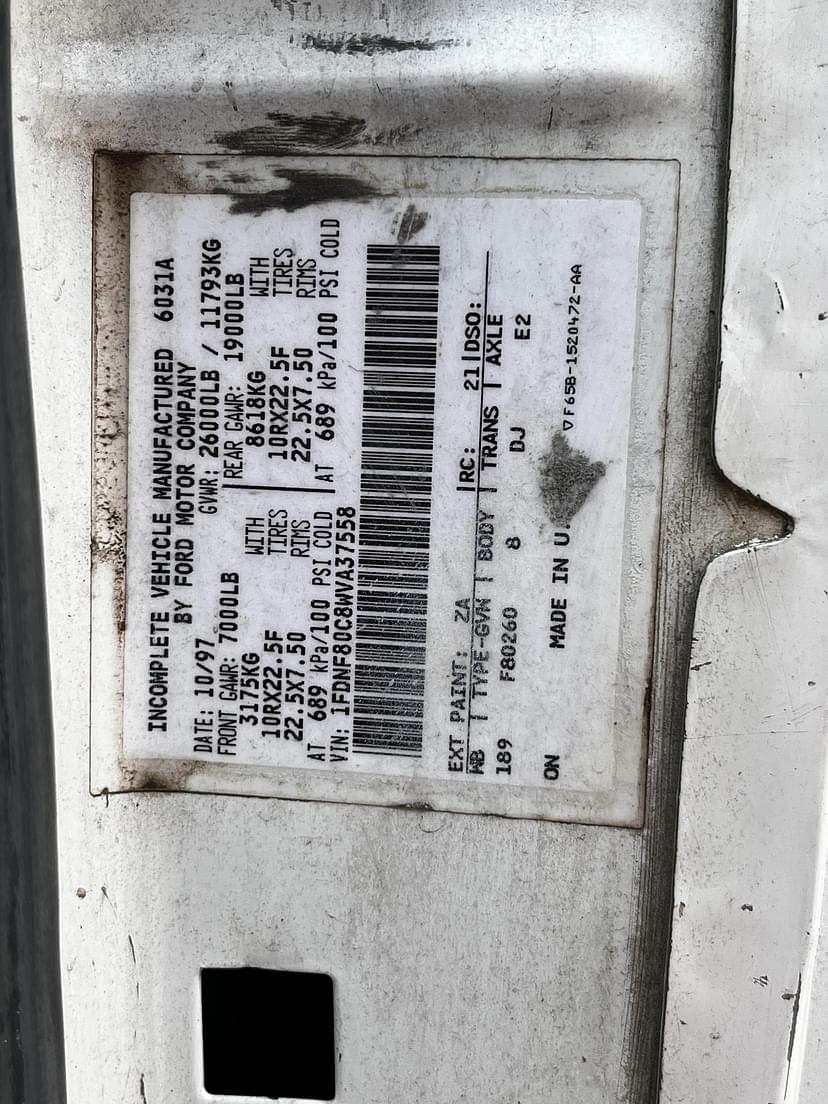 INCOMPLETE VEHICLE MANUFACTURED 6031A
BY FORD MOTOR COMPANY
DATE: 10/97 GVWR: 26000LB / 11793KG
FRONT GAWR: 7000LB REAR GAWR: 19000LB
3175KG WITH 8618KG WITH
10RX22.5F TIRES 10RX22.5F TIRES
22.5X7.50 RIMS 22.5X7.50 RIMS
AT 689 kPa/100 PSI COLD AT 689 kPa/100 PSI COLD
VIN: 1FDNF80C8WVA37558
EXT PAINT: ZA RC: 21 DSO:
WB | TYPE-GVW | BODY | TRANS | AXLE
189 F80260 8 DJ E2
ON MADE IN U.
▽F65B-1520472-AA